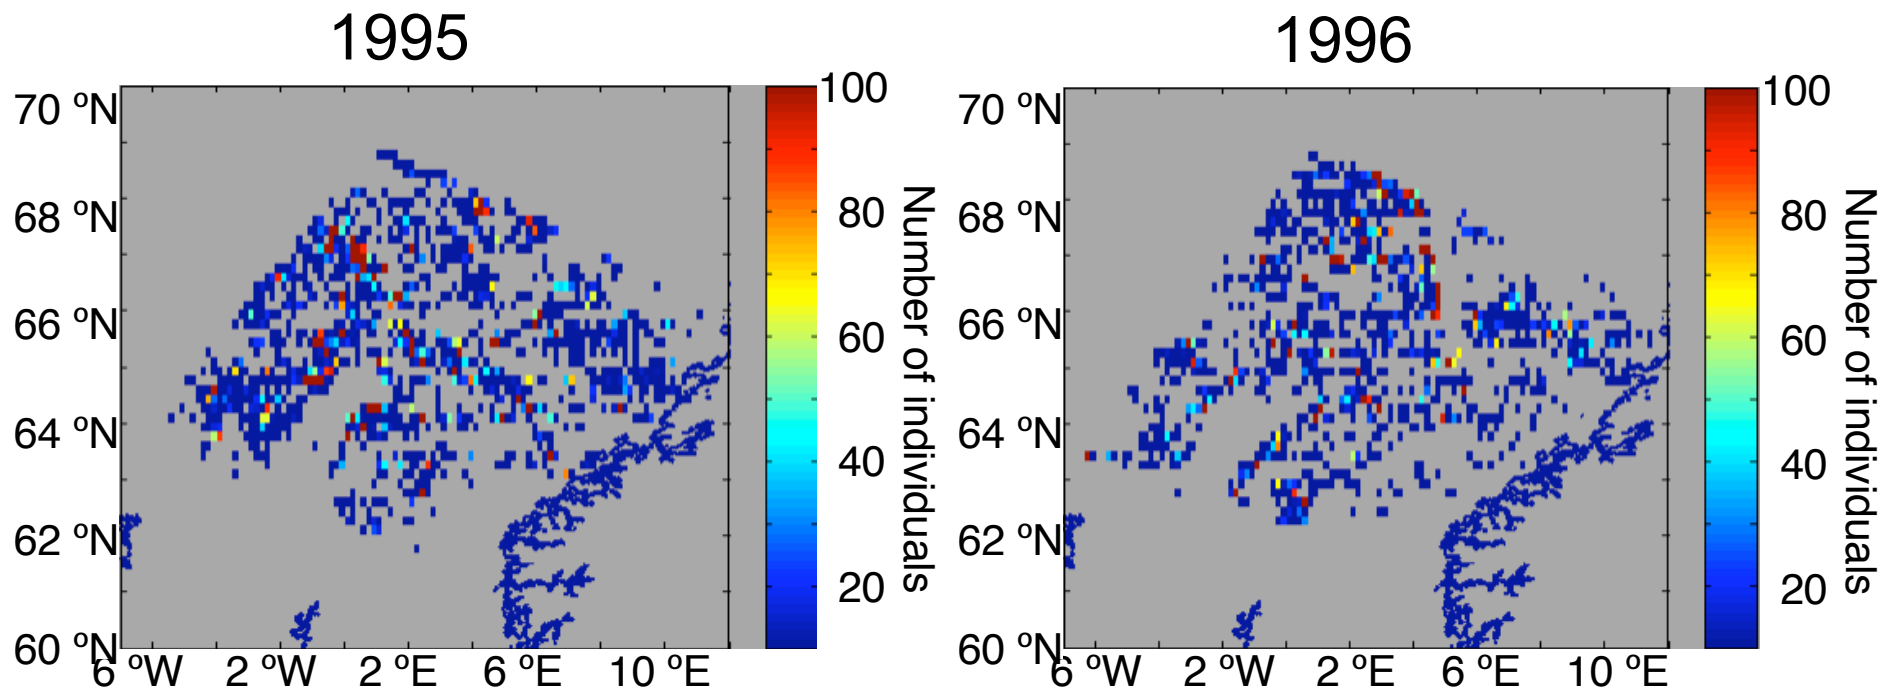 1995
70 ºN
68 ºN
66 ºN
64 ºN
62 ºN
60 ºN
6 ºW 2 ºW 2 ºE 6 ºE 10 ºE
100
80
60
40
20
Number of individuals
1996
70 ºN
68 ºN
66 ºN
64 ºN
62 ºN
60 ºN
6 ºW 2 ºW 2 ºE 6 ºE 10 ºE
100
80
60
40
20
Number of individuals